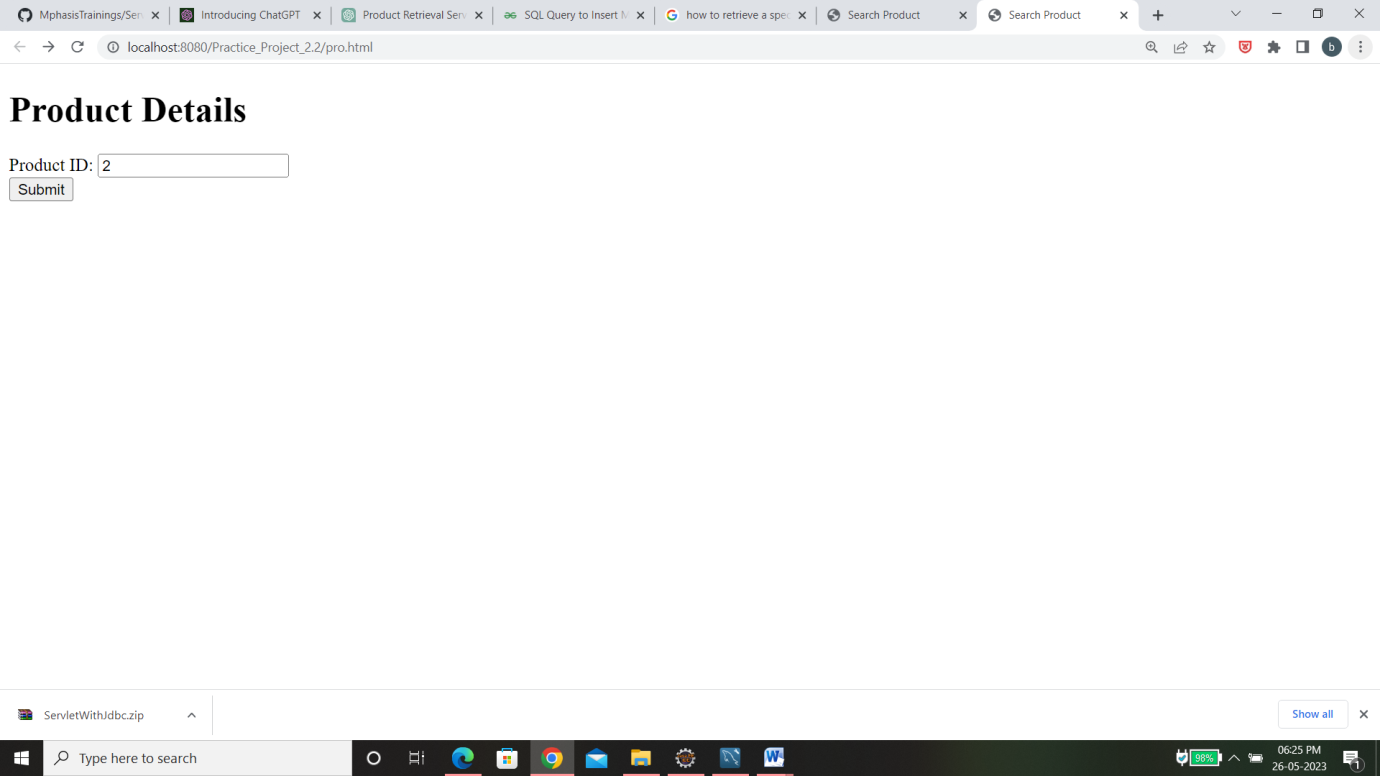 MphasisTrainings/Ser
Introducing ChatGPT
Product Retrieval Serv
SQL Query to Insert M
how to retrieve a spec
Search Product
Search Product
localhost:8080/Practice_Project_2.2/pro.html
b
Product Details
Product ID: 2
Submit
ServletWithJdbc.zip
Show all
Type here to search
98%
06:25 PM
26-05-2023
1